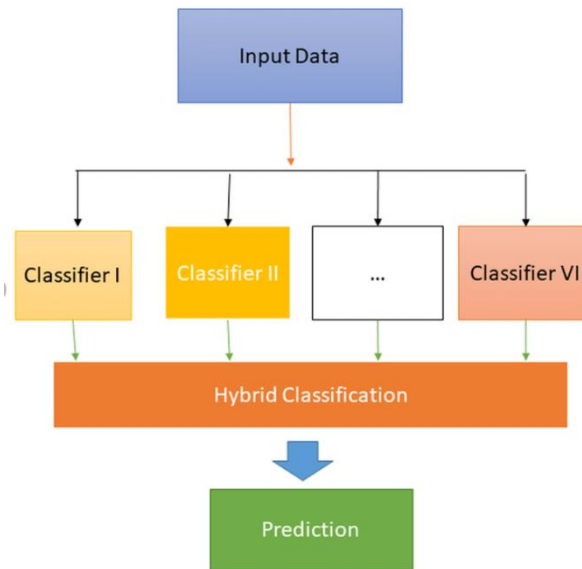 Input Data
Classifier I
Classifier II
...
Classifier VI
Hybrid Classification
Prediction